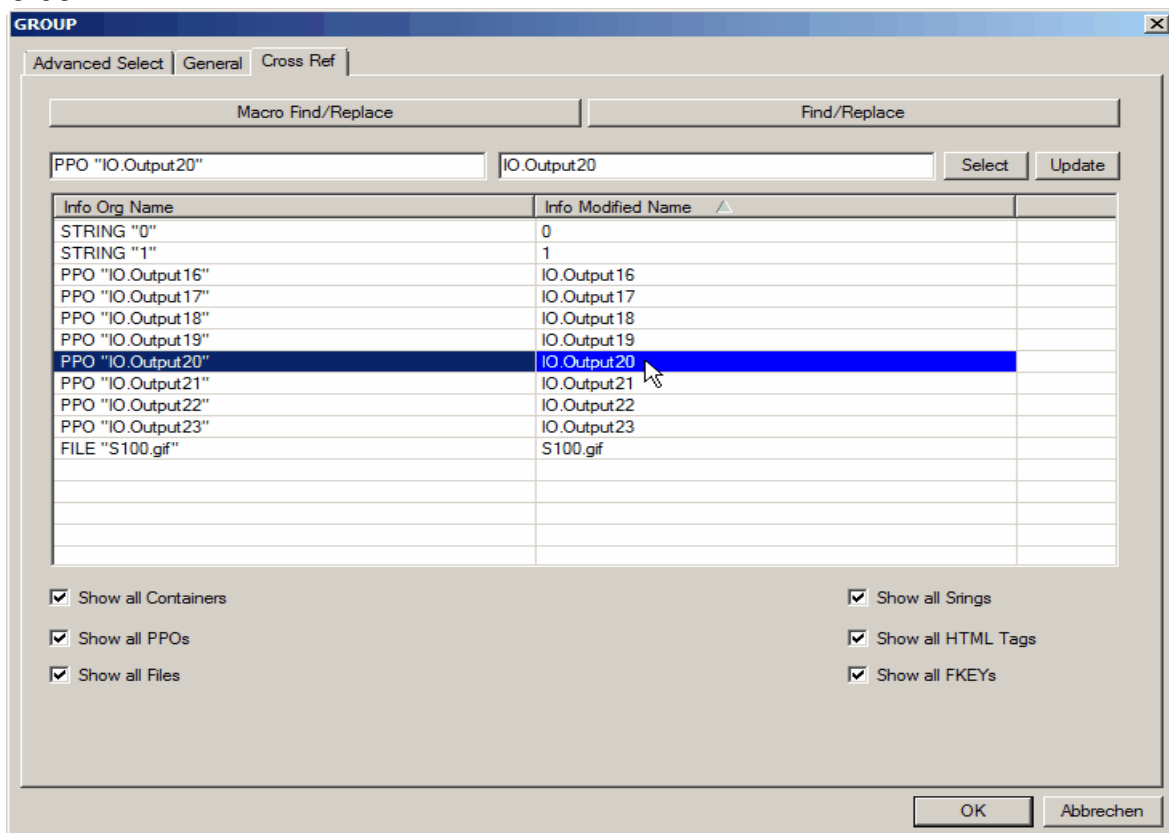 GROUP
Advanced Select General Cross Ref
Macro Find/Replace Find/Replace
PPO "IO.Output20" IO.Output20 Select Update
Info Org Name Info Modified Name
STRING "0" 0
STRING "1" 1
PPO "IO.Output16" IO.Output16
PPO "IO.Output17" IO.Output17
PPO "IO.Output18" IO.Output18
PPO "IO.Output19" IO.Output19
PPO "IO.Output20" IO.Output20
PPO "IO.Output21" IO.Output21
PPO "IO.Output22" IO.Output22
PPO "IO.Output23" IO.Output23
FILE "S100.gif" S100.gif
Show all Containers Show all Srings
Show all PPOs Show all HTML Tags
Show all Files Show all FKEYs
OK Abbrechen